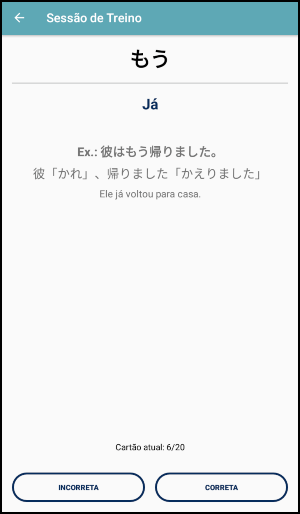 Sessão de Treino
もう
Já
Ex.: 彼はもう帰りました。
彼「かれ」、帰りました「かえりました」
Ele já voltou para casa.
Cartão atual: 6/20
INCORRETA
CORRETA